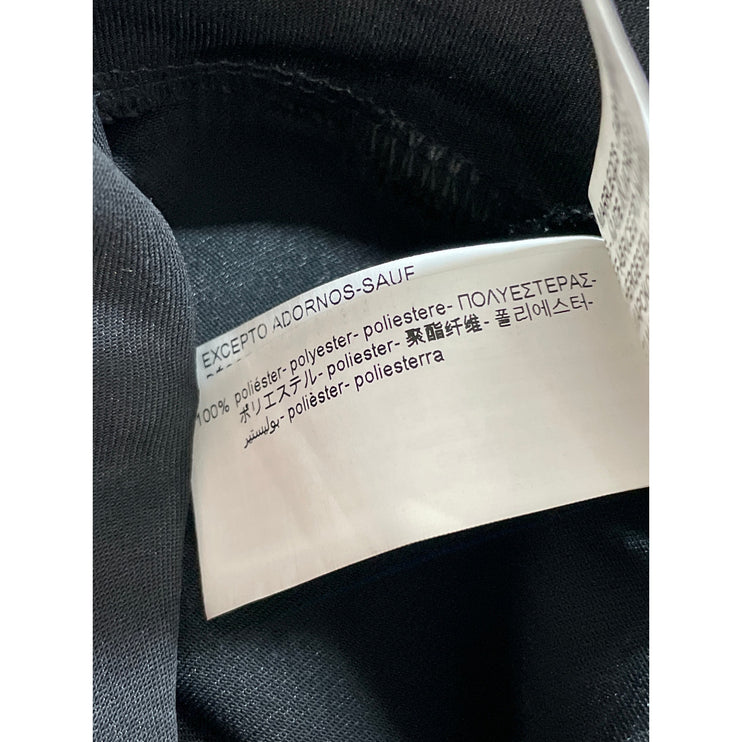 EXCEPTO ADORNOS-SAUF
100% poliéster- polyester- poliestere- ΠΟΛΥΕΣΤΕΡΑΣ-
ポリエステル- poliester- 聚酯纤维- 폴리에스터-
بوليستير- polièster- poliesterra